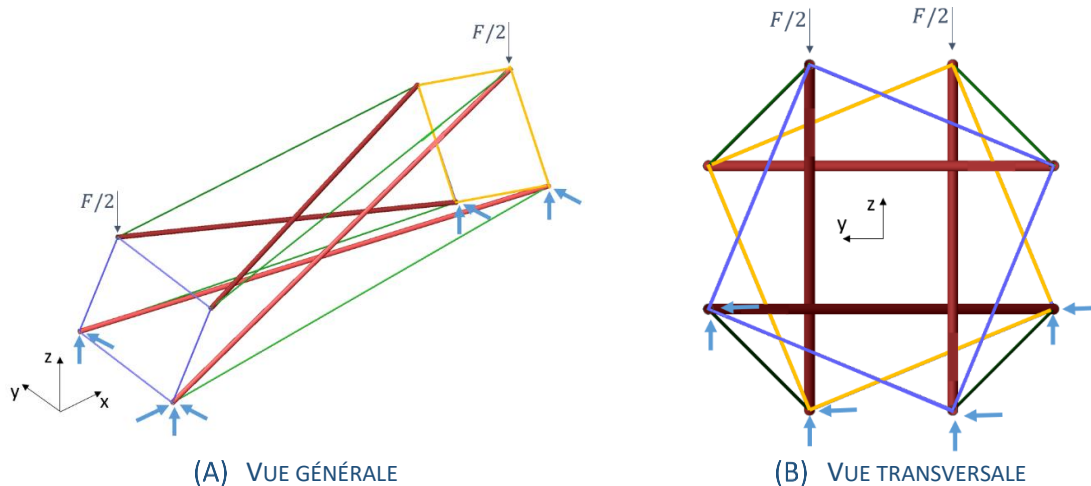 F/2
F/2
z
y
x
(A) VUE GÉNÉRALE
F/2
F/2
z
y
(B) VUE TRANSVERSALE